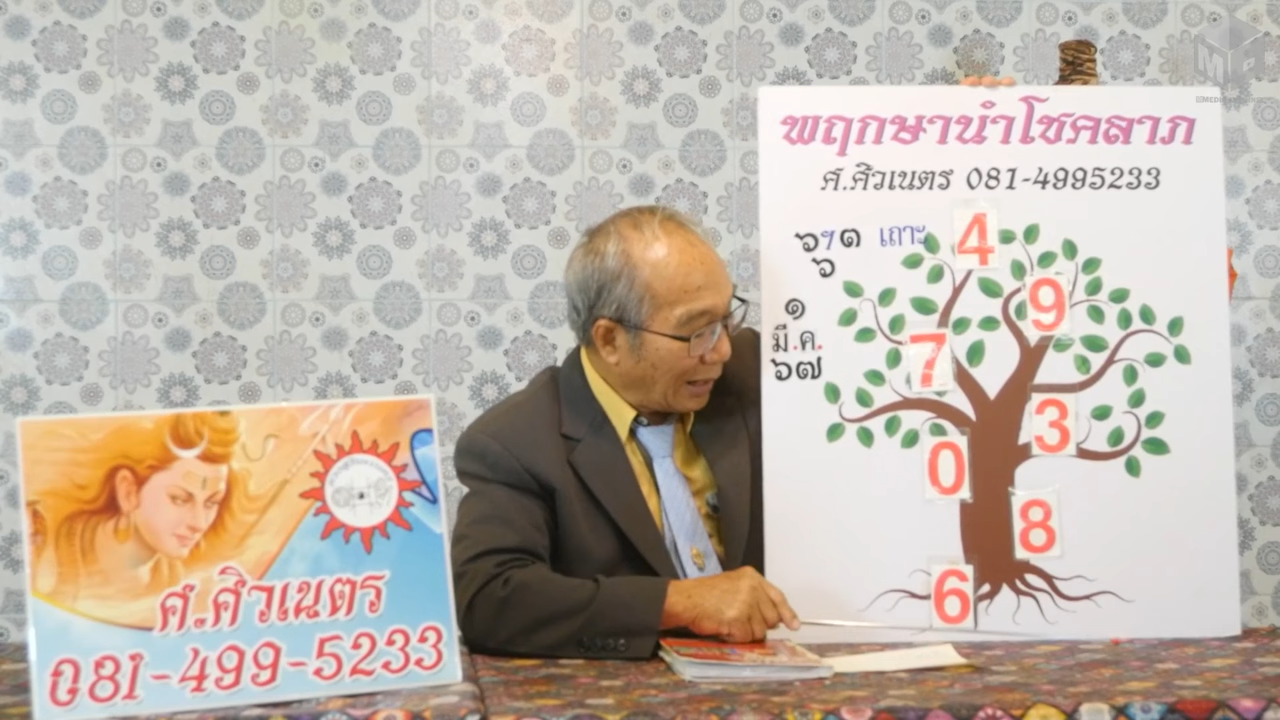 พฤกษานำโชคลาภ
ศ.ศิวเนตร 081-4995233
๖ฯ๓ เถาะ
๖
๑
มี.ค.
๖๗
4
9
7
3
0
8
6
ศ.ศิวเนตร
081-499-5233